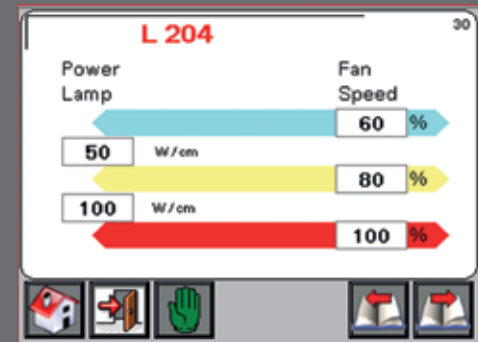 L 204
30
Power Lamp
Fan Speed
60 %
50 W/cm
80 %
100 W/cm
100 %